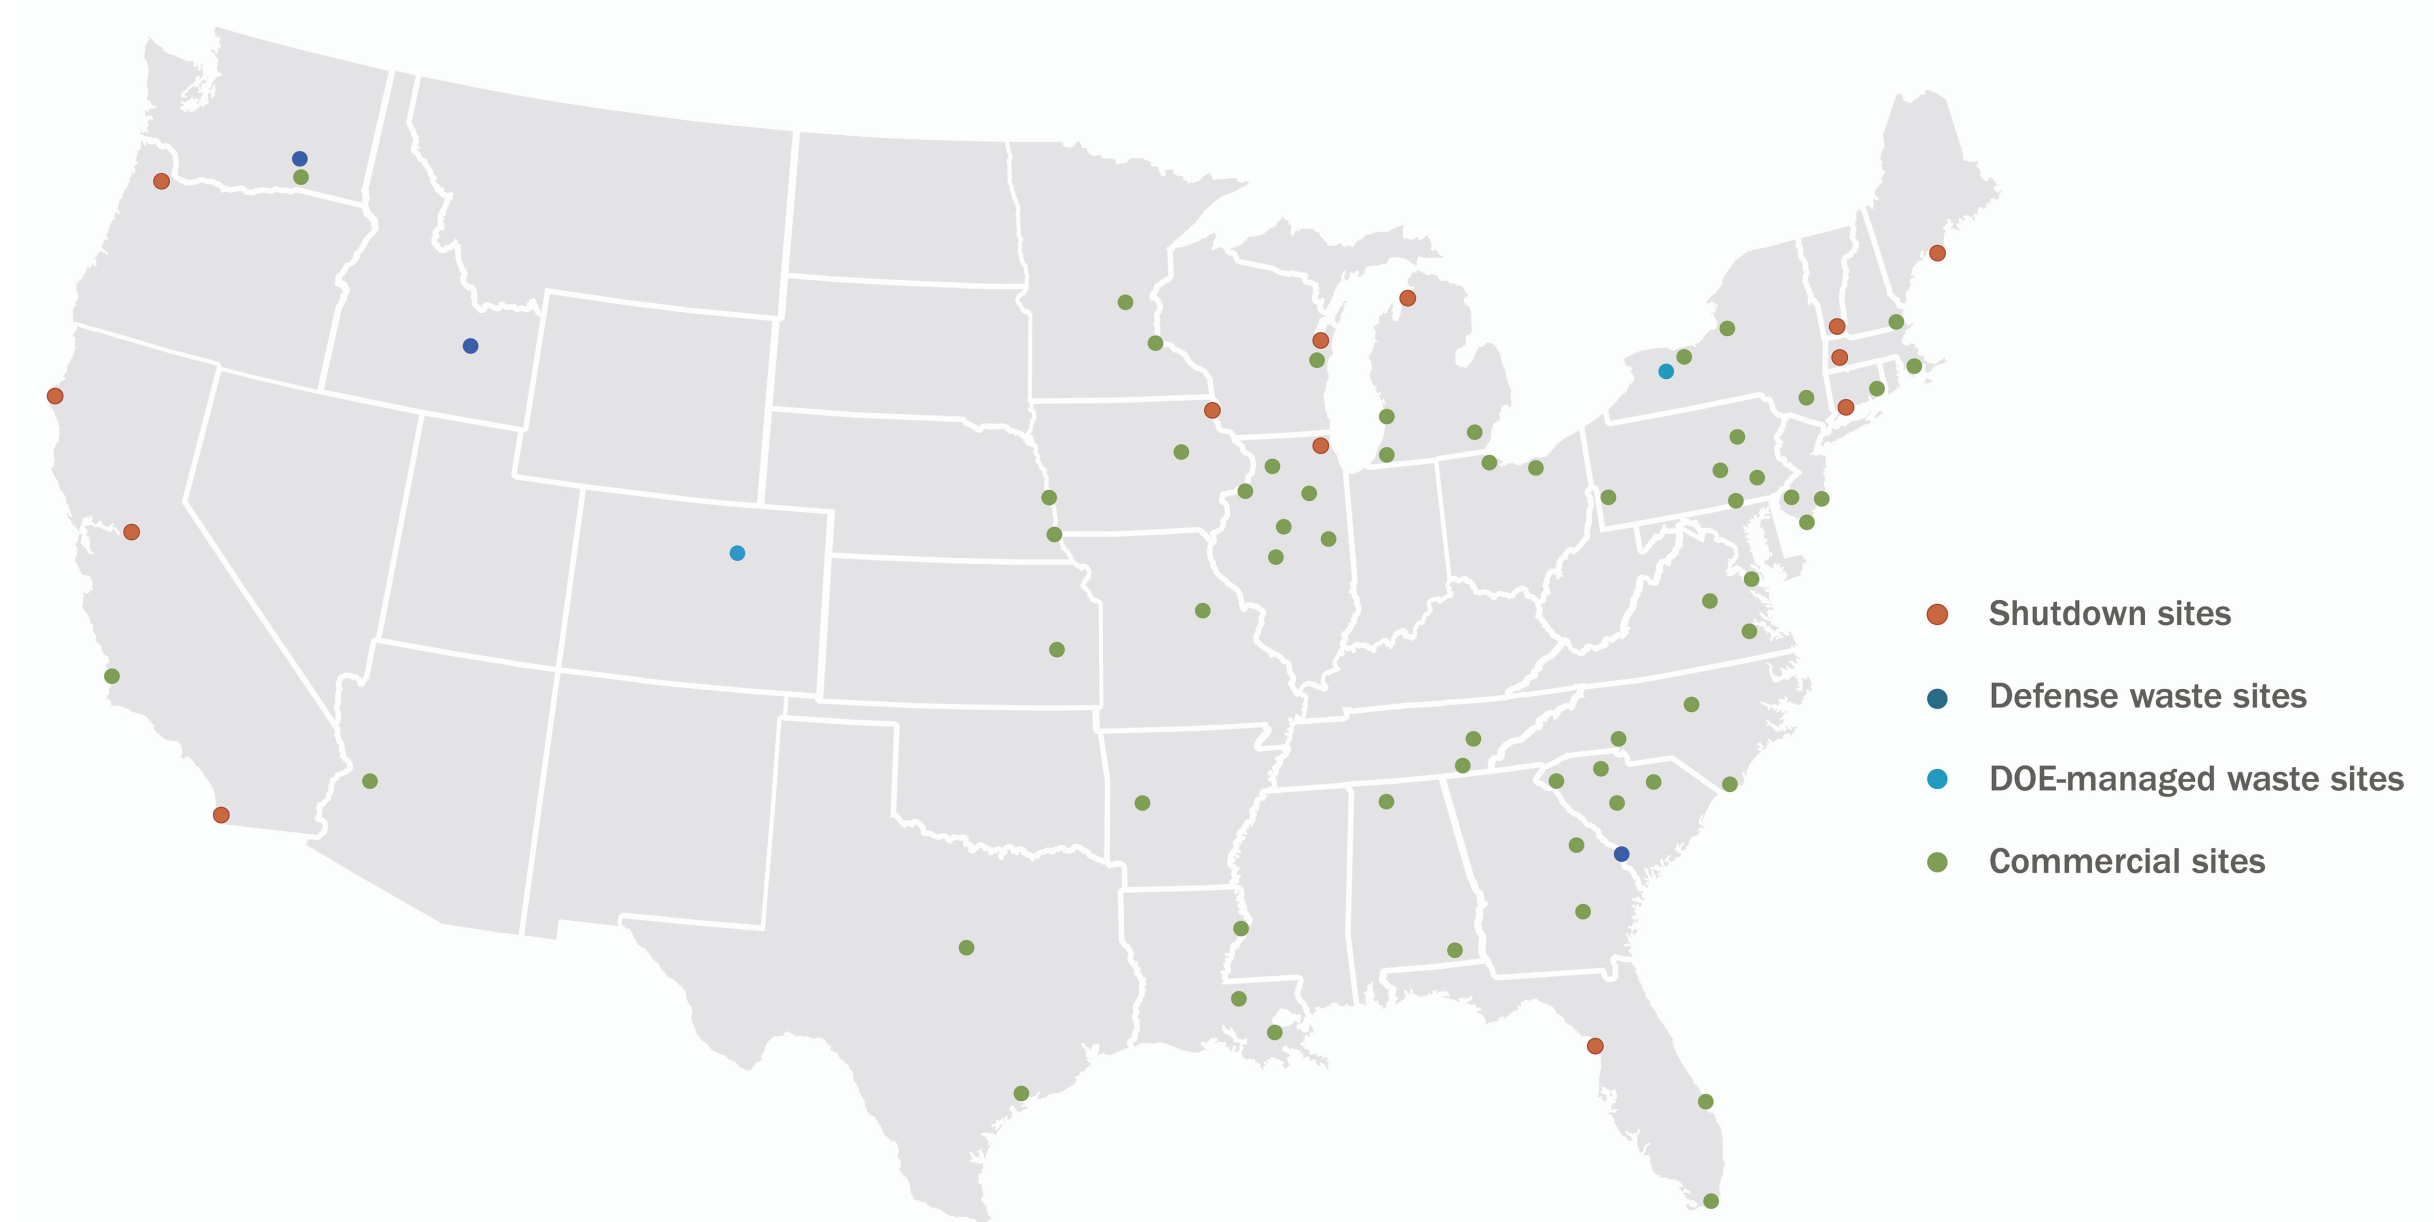 Shutdown sites
Defense waste sites
DOE-managed waste sites
Commercial sites